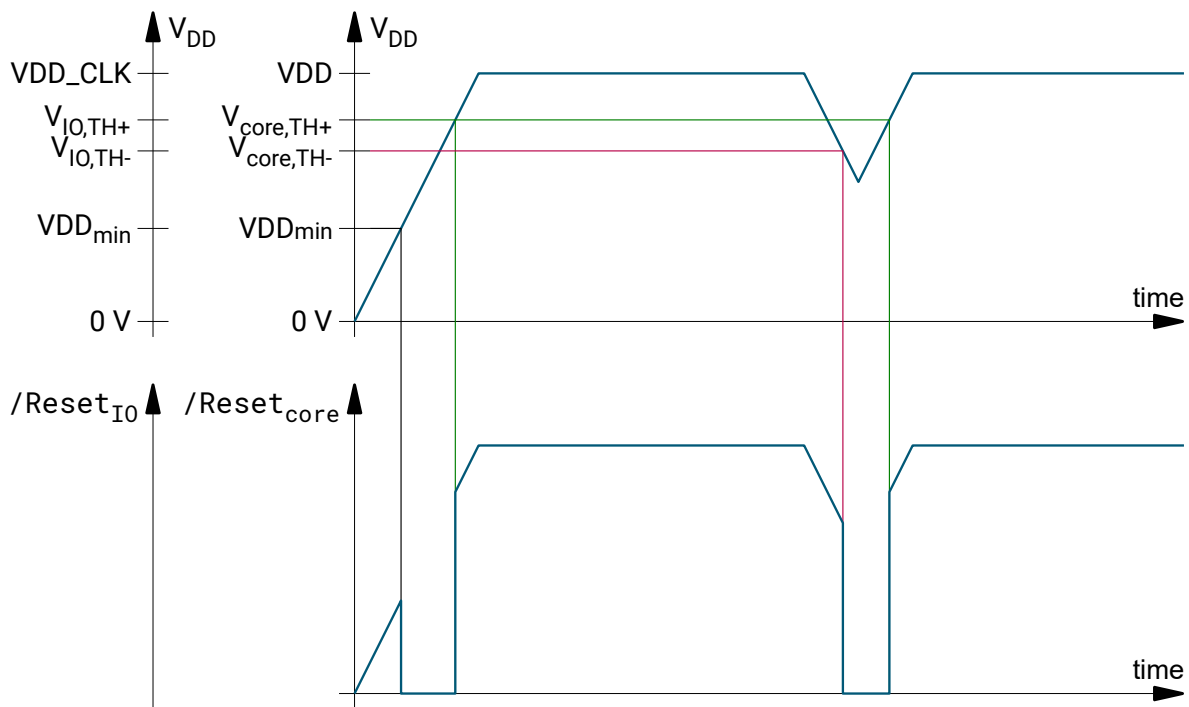 V_DD V_DD
VDD_CLK VDD
V_IO,TH+ V_core,TH+
V_IO,TH- V_core,TH-
VDD_min VDDmin
time
0 V 0 V
/Reset_IO /Reset_core
time